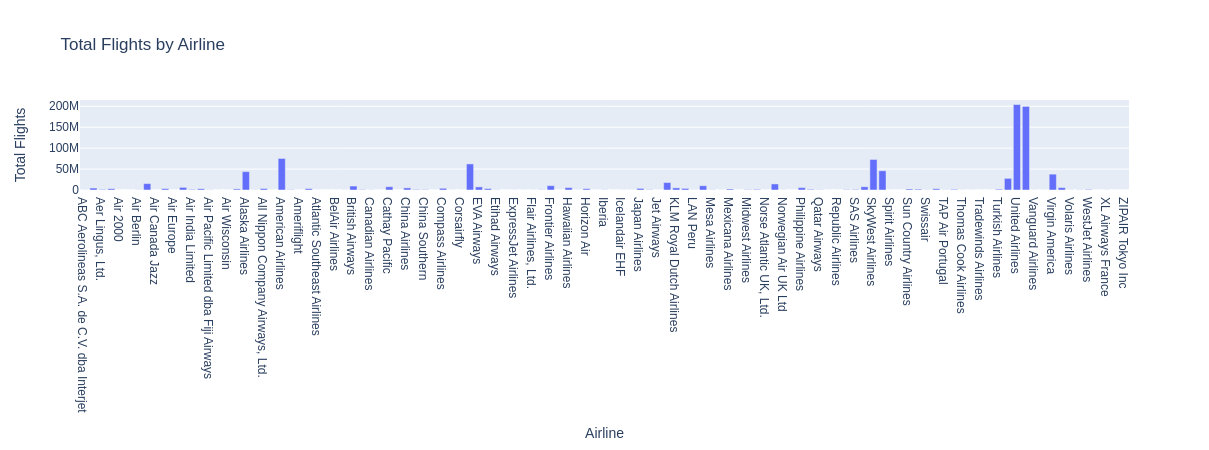 Total Flights by Airline
Total Flights
200M
150M
100M
50M
0
ABC Aerolineas S.A. de C.V. dba Interjet
Aer Lingus, Ltd.
Air 2000
Air Berlin
Air Canada Jazz
Air Europe
Air India Limited
Air Pacific Limited dba Fiji Airways
Air Wisconsin
Alaska Airlines
All Nippon Company Airways, Ltd.
American Airlines
Ameriflight
Atlantic Southeast Airlines
BelAir Airlines
British Airways
Canadian Airlines
Cathay Pacific
China Airlines
China Southern
Compass Airlines
Corsairfly
EVA Airways
Etihad Airways
ExpressJet Airlines
Flair Airlines, Ltd.
Frontier Airlines
Hawaiian Airlines
Horizon Air
Iberia
Icelandair EHF
Japan Airlines
Jet Airways
KLM Royal Dutch Airlines
LAN Peru
Mesa Airlines
Mexicana Airlines
Midwest Airlines
Norse Atlantic UK, Ltd.
Norwegian Air UK Ltd
Philippine Airlines
Qatar Airways
Republic Airlines
SAS Airlines
SkyWest Airlines
Spirit Airlines
Sun Country Airlines
Swissair
TAP Air Portugal
Thomas Cook Airlines
Tradewinds Airlines
Turkish Airlines
United Airlines
Vanguard Airlines
Virgin America
Volaris Airlines
WestJet Airlines
XL Airways France
ZIPAIR Tokyo Inc
Airline